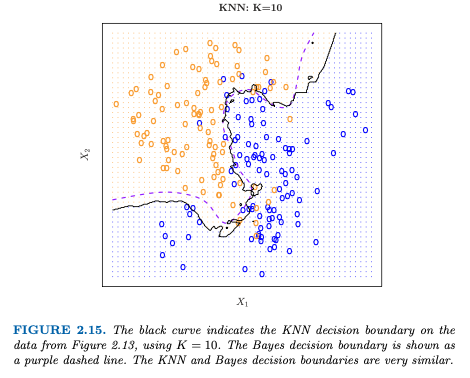 KNN: K=10
X2
X1
FIGURE 2.15. The black curve indicates the KNN decision boundary on the
data from Figure 2.13, using K = 10. The Bayes decision boundary is shown as
a purple dashed line. The KNN and Bayes decision boundaries are very similar.